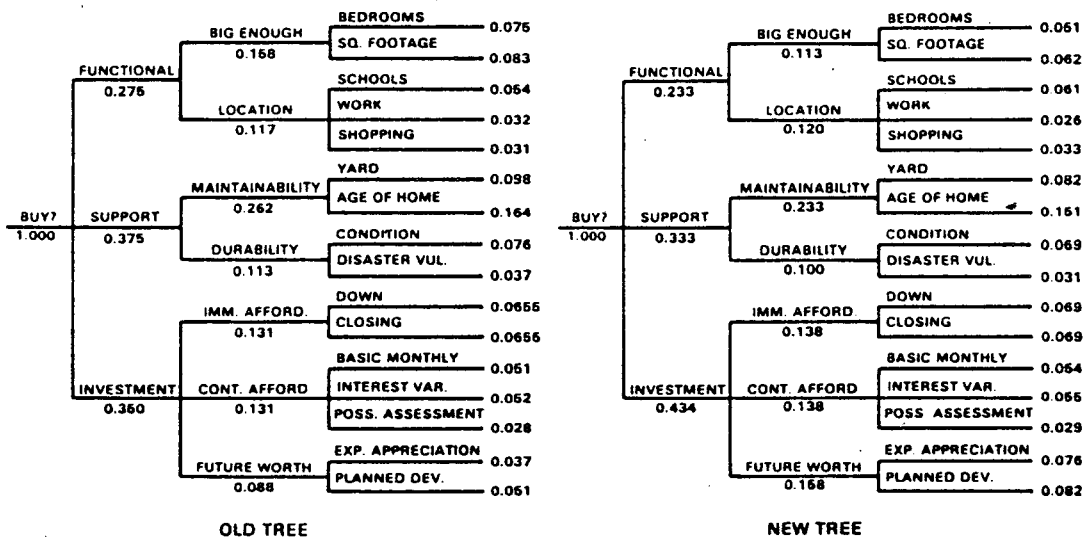 BEDROOMS
0.075
BIG ENOUGH
0.158
SQ. FOOTAGE
0.083
FUNCTIONAL
0.275
SCHOOLS
0.054
LOCATION
0.117
WORK
0.032
SHOPPING
0.031
YARD
0.098
MAINTAINABILITY
0.262
AGE OF HOME
0.164
BUY?
1.000
SUPPORT
0.375
CONDITION
0.076
DURABILITY
0.113
DISASTER VUL.
0.037
DOWN
0.0655
IMM. AFFORD.
0.131
CLOSING
0.0655
BASIC MONTHLY
0.051
INVESTMENT
0.350
CONT. AFFORD
0.131
INTEREST VAR.
0.052
POSS. ASSESSMENT
0.028
EXP. APPRECIATION
0.037
FUTURE WORTH
0.088
PLANNED DEV.
0.051
OLD TREE
BEDROOMS
0.051
BIG ENOUGH
0.113
SQ. FOOTAGE
0.062
FUNCTIONAL
0.233
SCHOOLS
0.061
LOCATION
0.120
WORK
0.026
SHOPPING
0.033
YARD
0.082
MAINTAINABILITY
0.233
AGE OF HOME
0.151
BUY?
1.000
SUPPORT
0.333
CONDITION
0.069
DURABILITY
0.100
DISASTER VUL.
0.031
DOWN
0.069
IMM. AFFORD.
0.138
CLOSING
0.069
BASIC MONTHLY
0.054
INVESTMENT
0.434
CONT. AFFORD
0.138
INTEREST VAR.
0.055
POSS. ASSESSMENT
0.029
EXP. APPRECIATION
0.076
FUTURE WORTH
0.158
PLANNED DEV.
0.082
NEW TREE